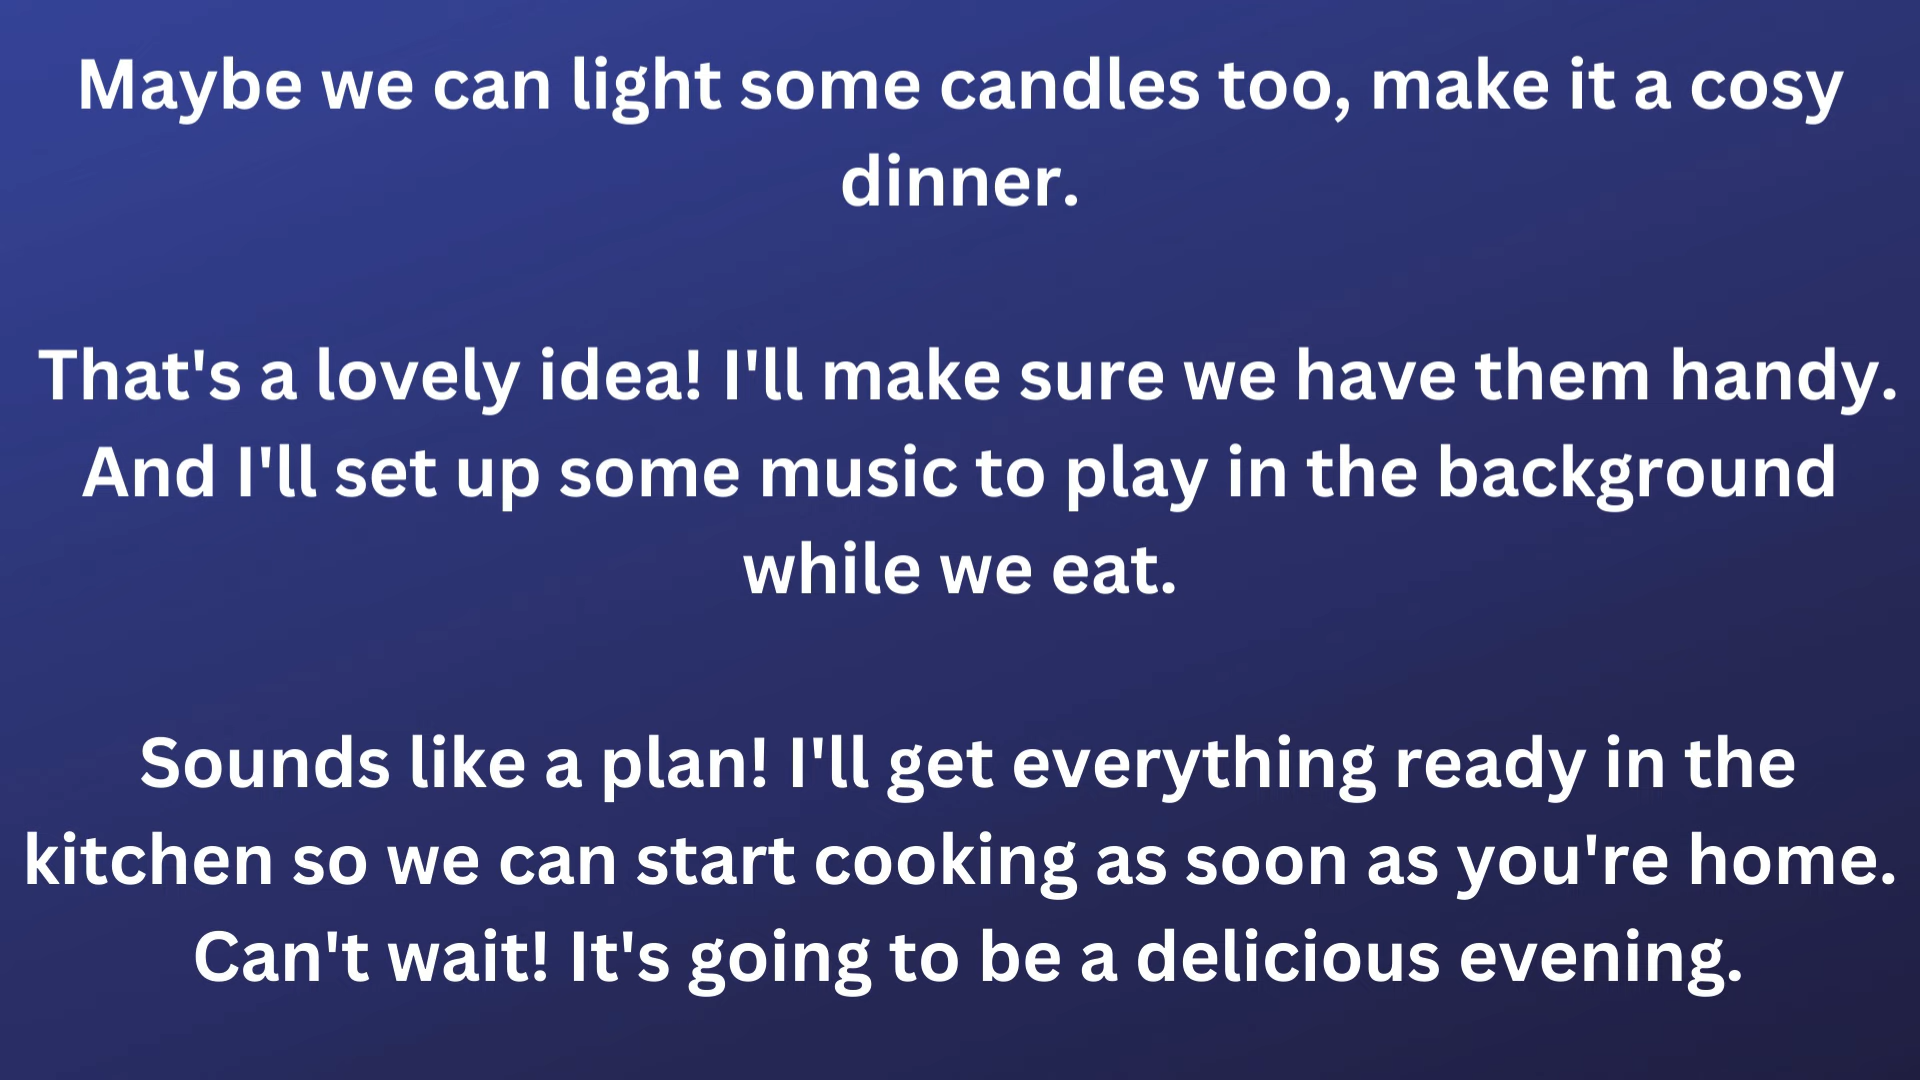 Maybe we can light some candles too, make it a cosy
dinner.
That's a lovely idea! I'll make sure we have them handy.
And I'll set up some music to play in the background
while we eat.
Sounds like a plan! I'll get everything ready in the
kitchen so we can start cooking as soon as you're home.
Can't wait! It's going to be a delicious evening.